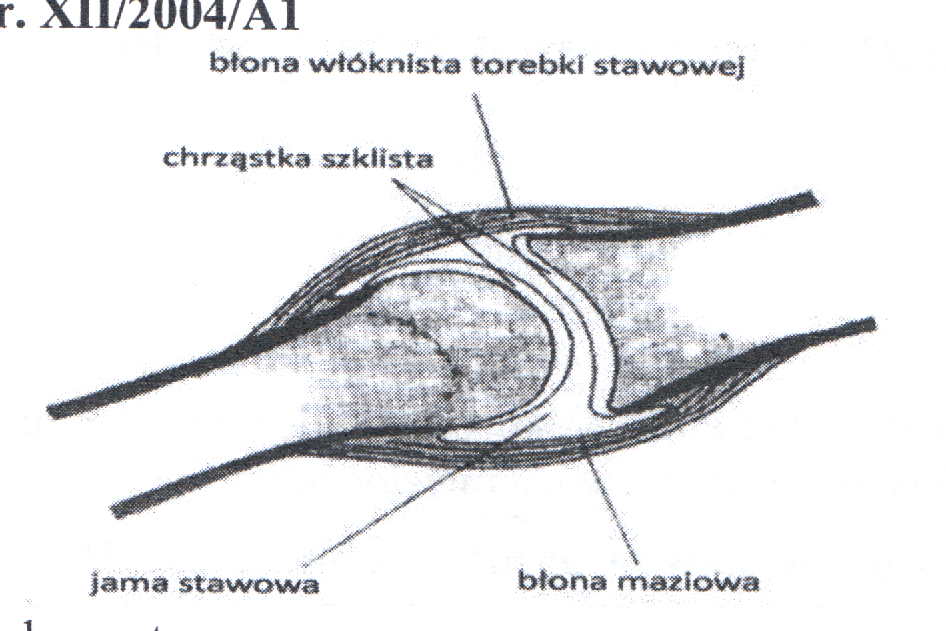 r. XII/2004/A1
błona włóknista torebki stawowej
chrząstka szklista
jama stawowa
błona maziowa